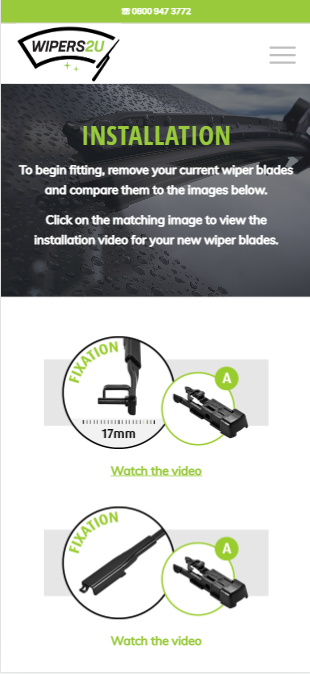 ☎ 0800 947 3772
WIPERS2U
INSTALLATION
To begin fitting, remove your current wiper blades
and compare them to the images below.
Click on the matching image to view the
installation video for your new wiper blades.
FIXATION
A
17mm
Watch the video
FIXATION
A
Watch the video